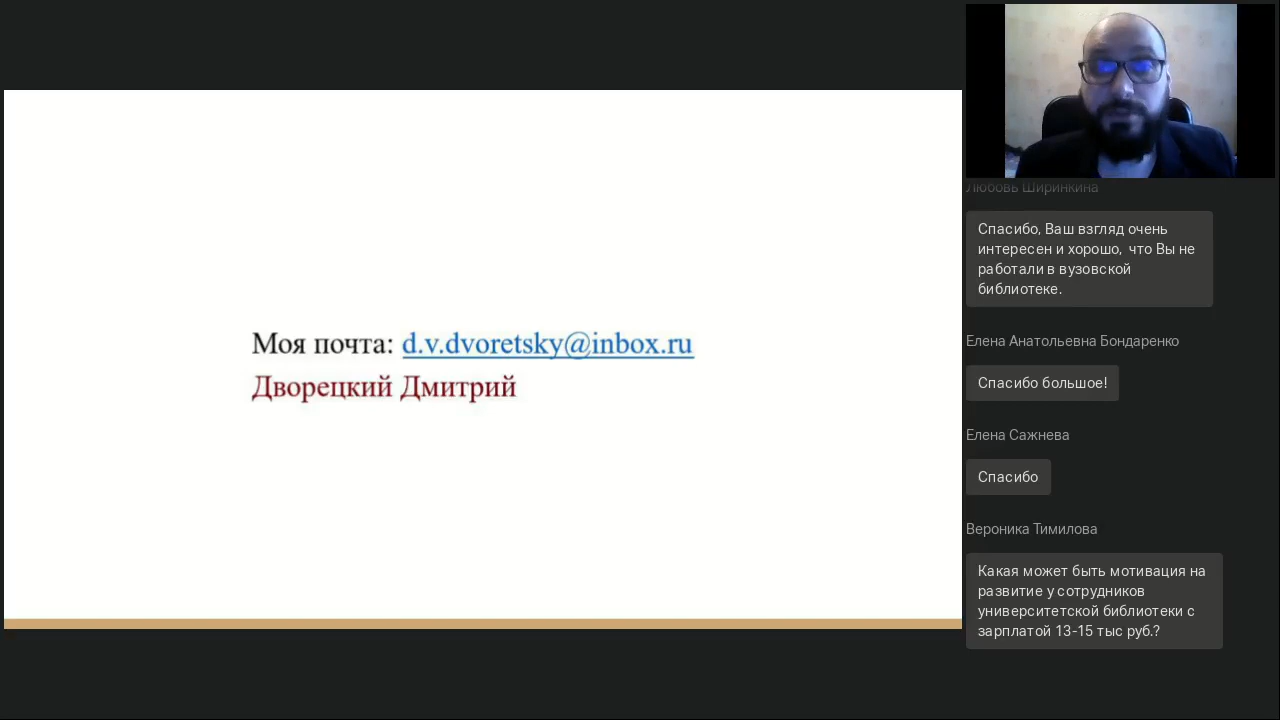 Моя почта: d.v.dvoretsky@inbox.ru
Дворецкий Дмитрий
Любовь Ширинкина
Спасибо, Ваш взгляд очень
интересен и хорошо, что Вы не
работали в вузовской
библиотеке.
Елена Анатольевна Бондаренко
Спасибо большое!
Елена Сажнева
Спасибо
Вероника Тимилова
Какая может быть мотивация на
развитие у сотрудников
университетской библиотеки с
зарплатой 13-15 тыс руб.?